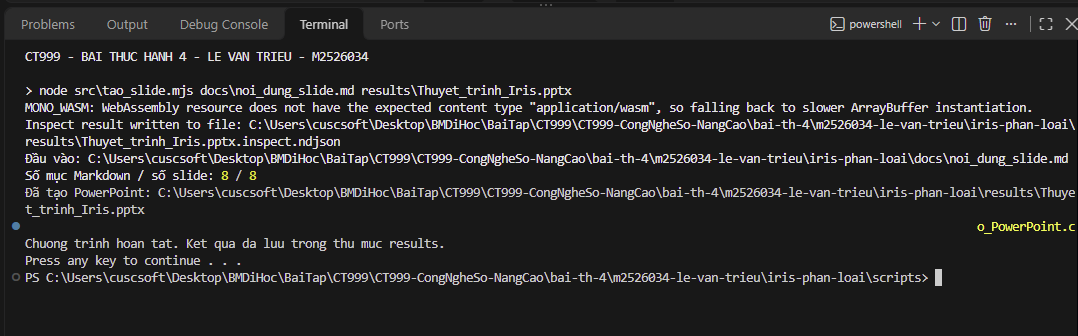 Problems Output Debug Console Terminal Ports powershell
CT999 - BAI THUC HANH 4 - LE VAN TRIEU - M2526034
> node src\tao_slide.mjs docs\noi_dung_slide.md results\Thuyet_trinh_Iris.pptx
MONO_WASM: WebAssembly resource does not have the expected content type "application/wasm", so falling back to slower ArrayBuffer instantiation.
Inspect result written to file: C:\Users\cuscsoft\Desktop\BMDiHoc\BaiTap\CT999\CT999-CongNgheSo-NangCao\bai-th-4\m2526034-le-van-trieu\iris-phan-loai\
results\Thuyet_trinh_Iris.pptx.inspect.ndjson
Đầu vào: C:\Users\cuscsoft\Desktop\BMDiHoc\BaiTap\CT999\CT999-CongNgheSo-NangCao\bai-th-4\m2526034-le-van-trieu\iris-phan-loai\docs\noi_dung_slide.md
Số mục Markdown / số slide: 8 / 8
Đã tạo PowerPoint: C:\Users\cuscsoft\Desktop\BMDiHoc\BaiTap\CT999\CT999-CongNgheSo-NangCao\bai-th-4\m2526034-le-van-trieu\iris-phan-loai\results\Thuye
t_trinh_Iris.pptx
o_PowerPoint.c
Chuong trinh hoan tat. Ket qua da luu trong thu muc results.
Press any key to continue . . .
PS C:\Users\cuscsoft\Desktop\BMDiHoc\BaiTap\CT999\CT999-CongNgheSo-NangCao\bai-th-4\m2526034-le-van-trieu\iris-phan-loai\scripts>